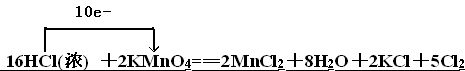 10e-
16HCl(浓) +2KMnO₄==2MnCl₂+8H₂O+2KCl+5Cl₂